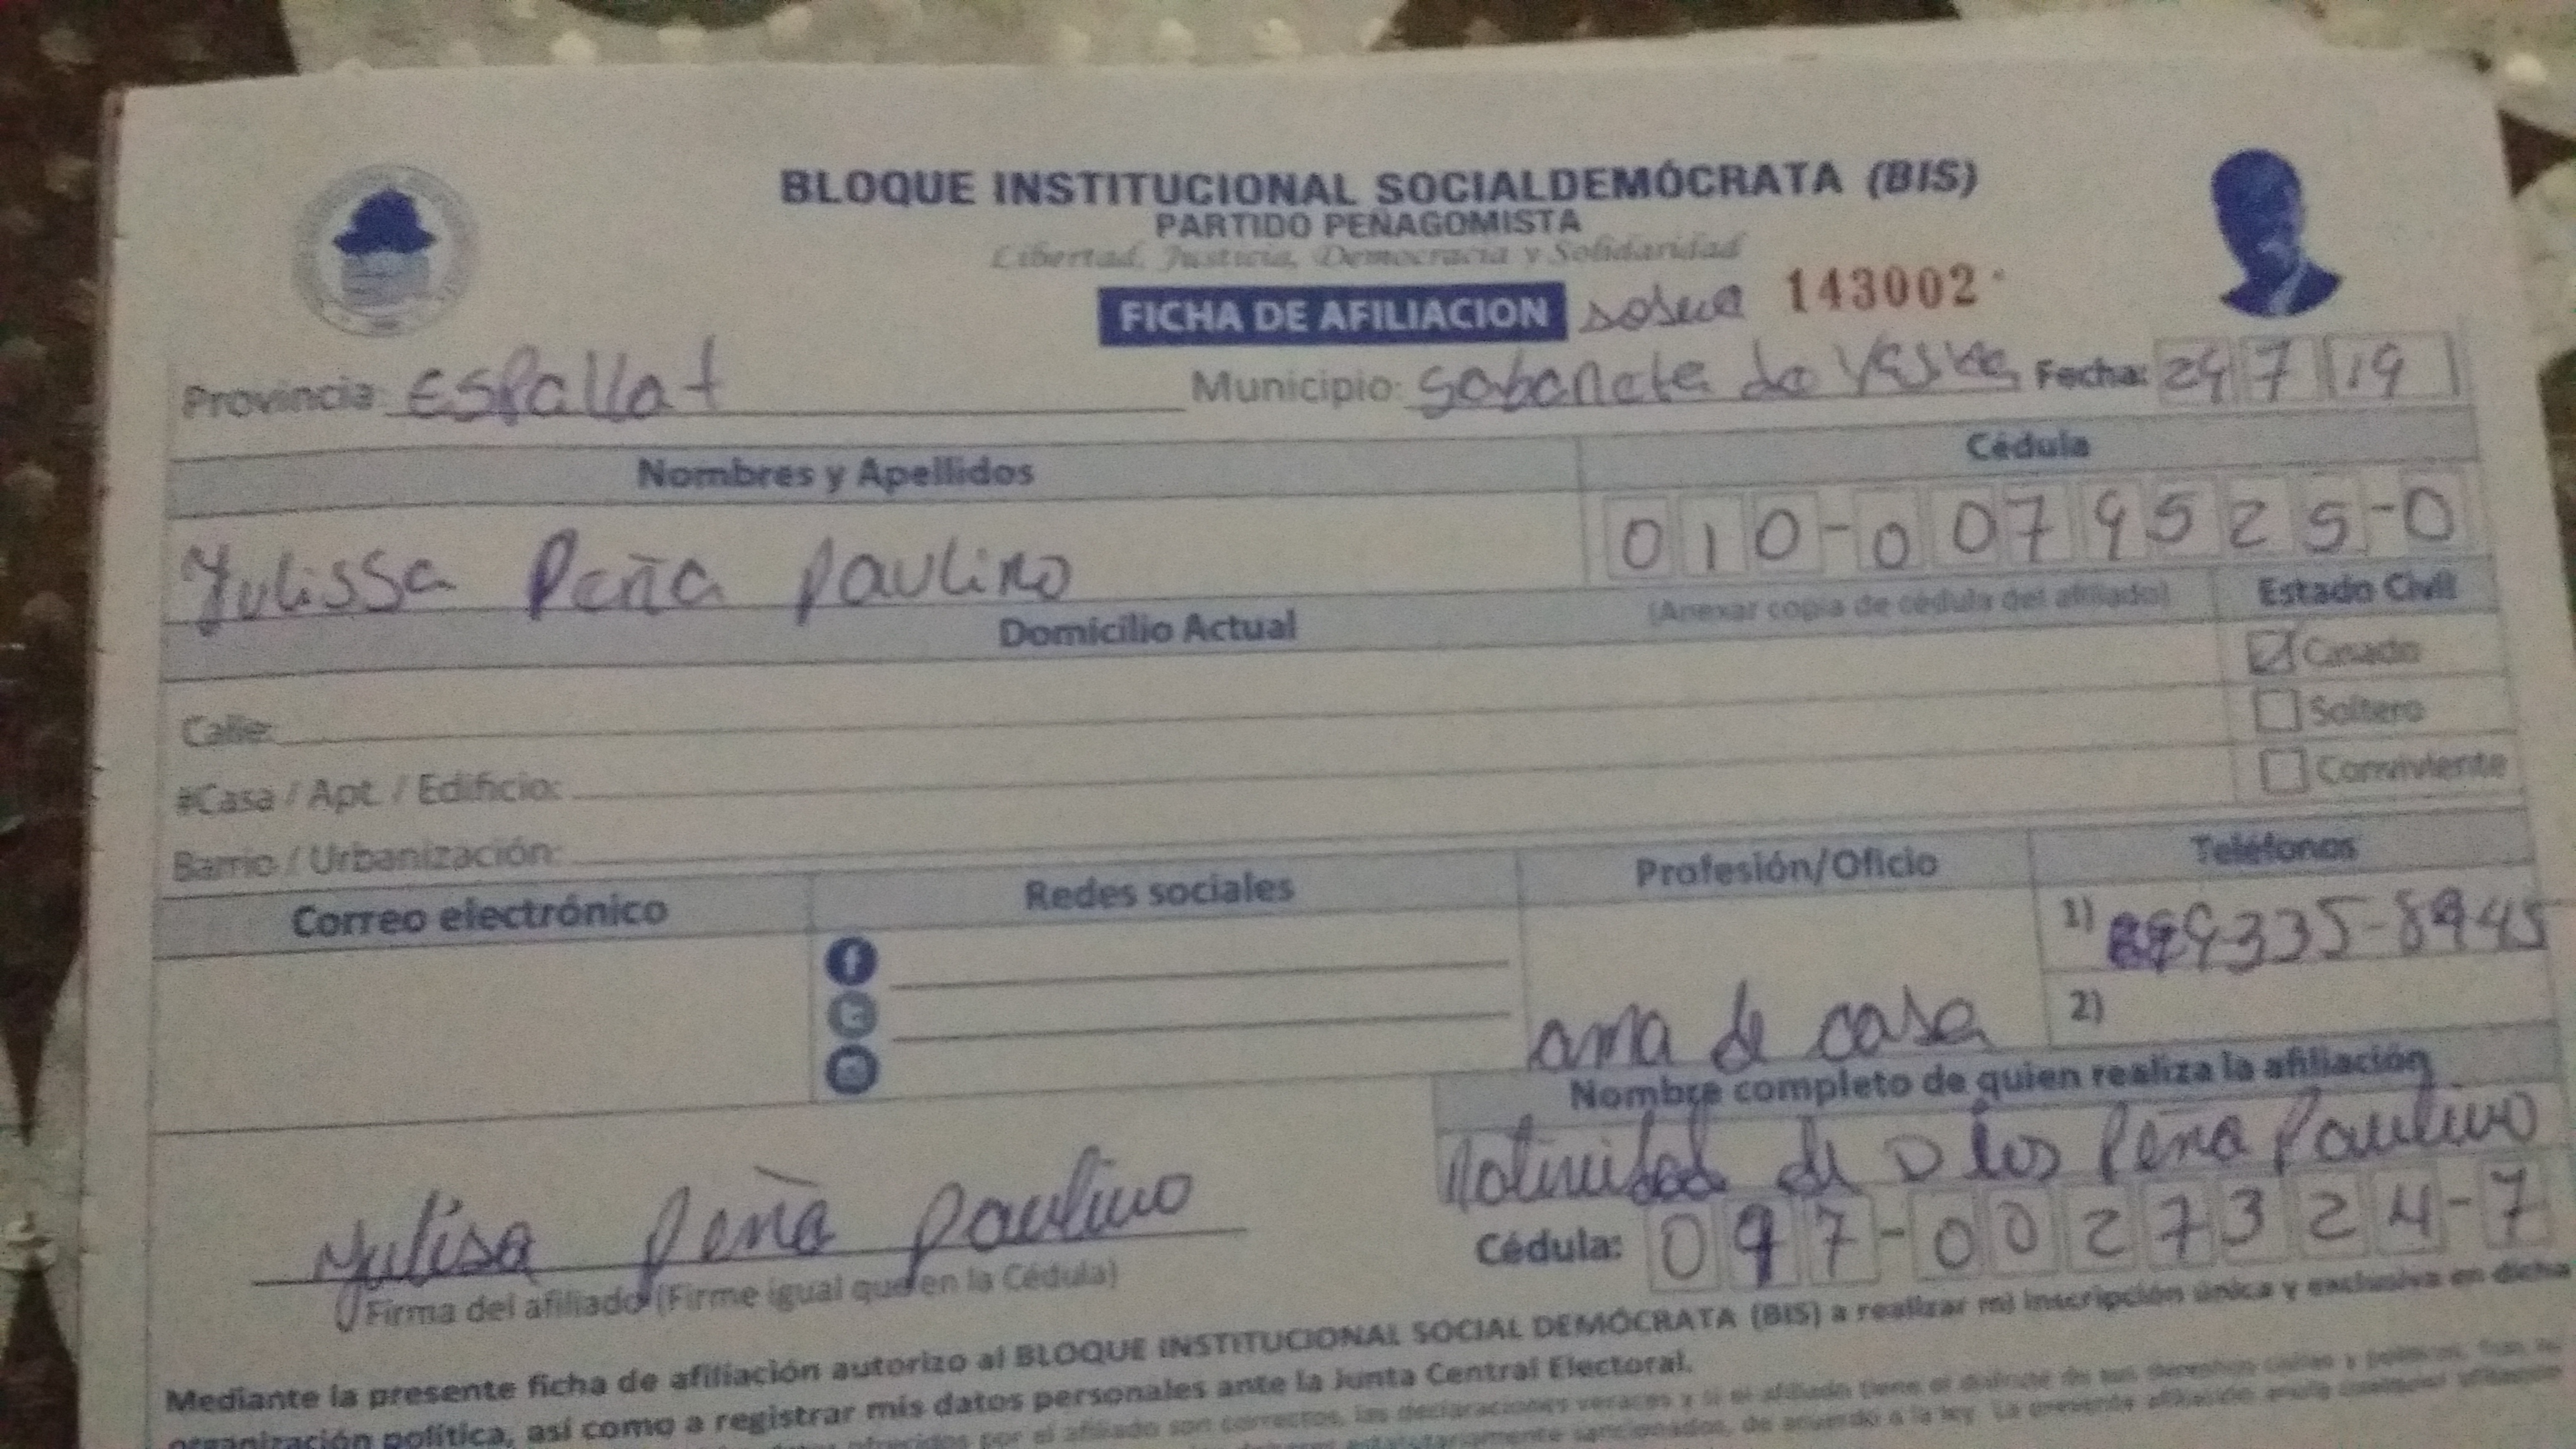 BLOQUE INSTITUCIONAL SOCIALDEMÓCRATA (BIS)
PARTIDO PEÑAGOMISTA
Libertad, Justicia, Democracia y Solidaridad
FICHA DE AFILIACION 143002
Provincia: Espallat Municipio: Sabaneta de Fecha: 24 7 19
Nombres y Apellidos Cédula
Yulissa Peña Paulino 010-0079525-0
Domicilio Actual (Anexar copia de cédula del afiliado) Estado Civil
Casado
Calle: Soltero
#Casa / Apt. / Edificio: Conviviente
Barrio / Urbanización:
Correo electrónico Redes sociales Profesión/Oficio Teléfonos
1) 335-8945
ama de casa 2)
Nombre completo de quien realiza la afiliación
de Peña Paulino
Yulisa Peña Paulino
Cédula: 097-0027324-7
Firma del afiliado (Firme igual que en la Cédula)
Mediante la presente ficha de afiliación autorizo al BLOQUE INSTITUCIONAL SOCIAL DEMÓCRATA (BIS) a realizar mi inscripción única y exclusiva en dicha
organización política, así como a registrar mis datos personales ante la Junta Central Electoral.